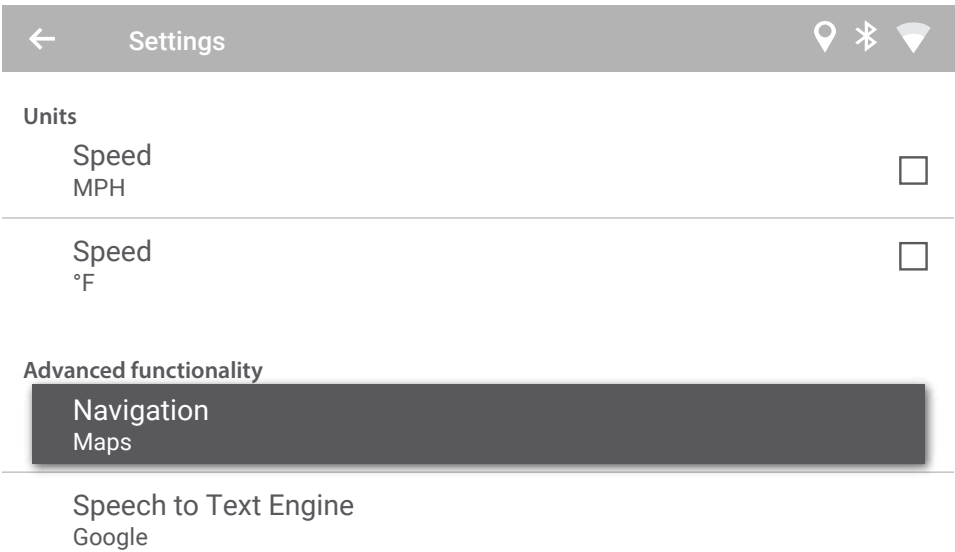 Settings
Units
Speed
MPH
Speed
°F
Advanced functionality
Navigation
Maps
Speech to Text Engine
Google